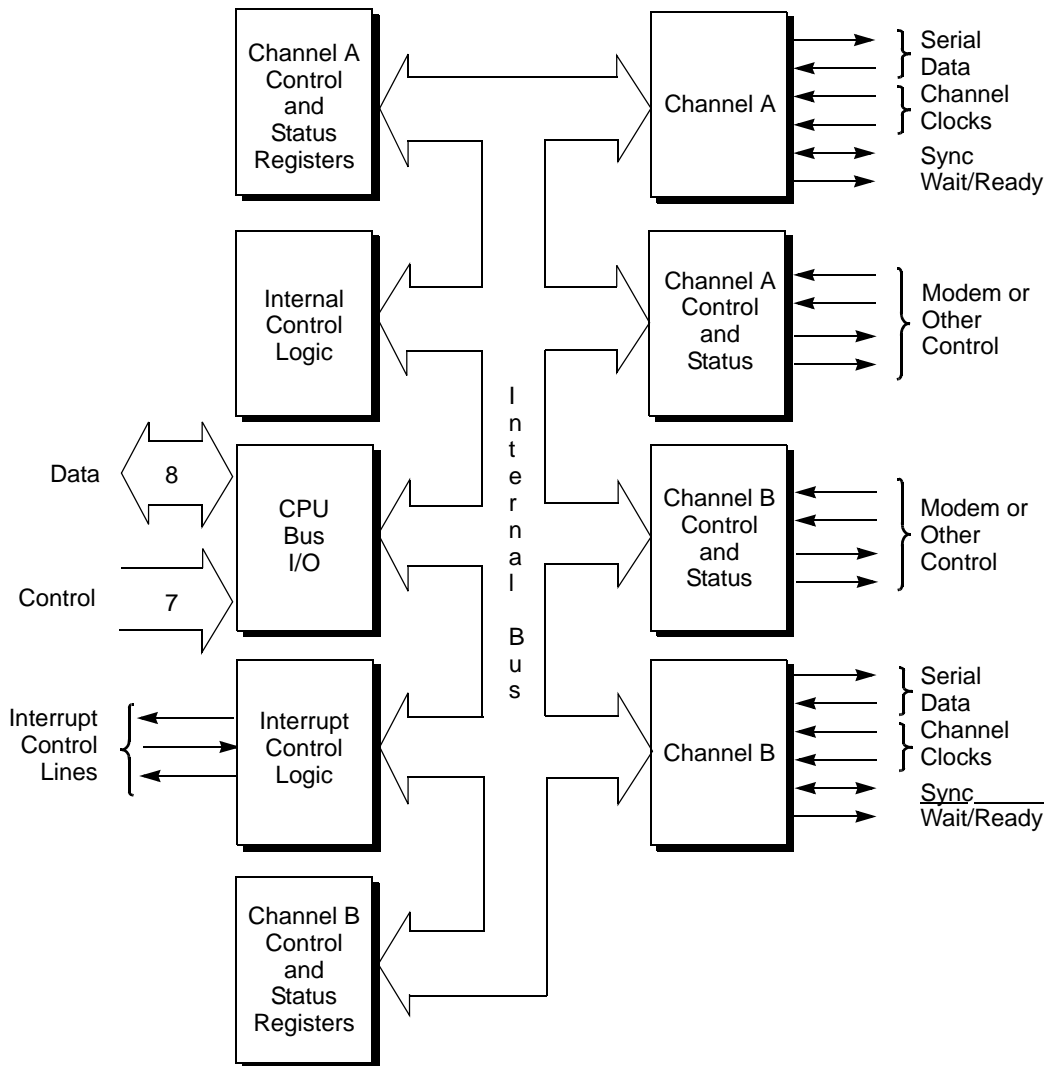 Channel A
Control
and
Status
Registers
Channel A
Serial
Data
Channel
Clocks
Sync
Wait/Ready
Internal
Control
Logic
Channel A
Control
and
Status
Modem or
Other
Control
Internal Bus
Data
8
Control
7
CPU
Bus
I/O
Channel B
Control
and
Status
Modem or
Other
Control
Interrupt
Control
Lines
Interrupt
Control
Logic
Channel B
Serial
Data
Channel
Clocks
Sync
Wait/Ready
Channel B
Control
and
Status
Registers